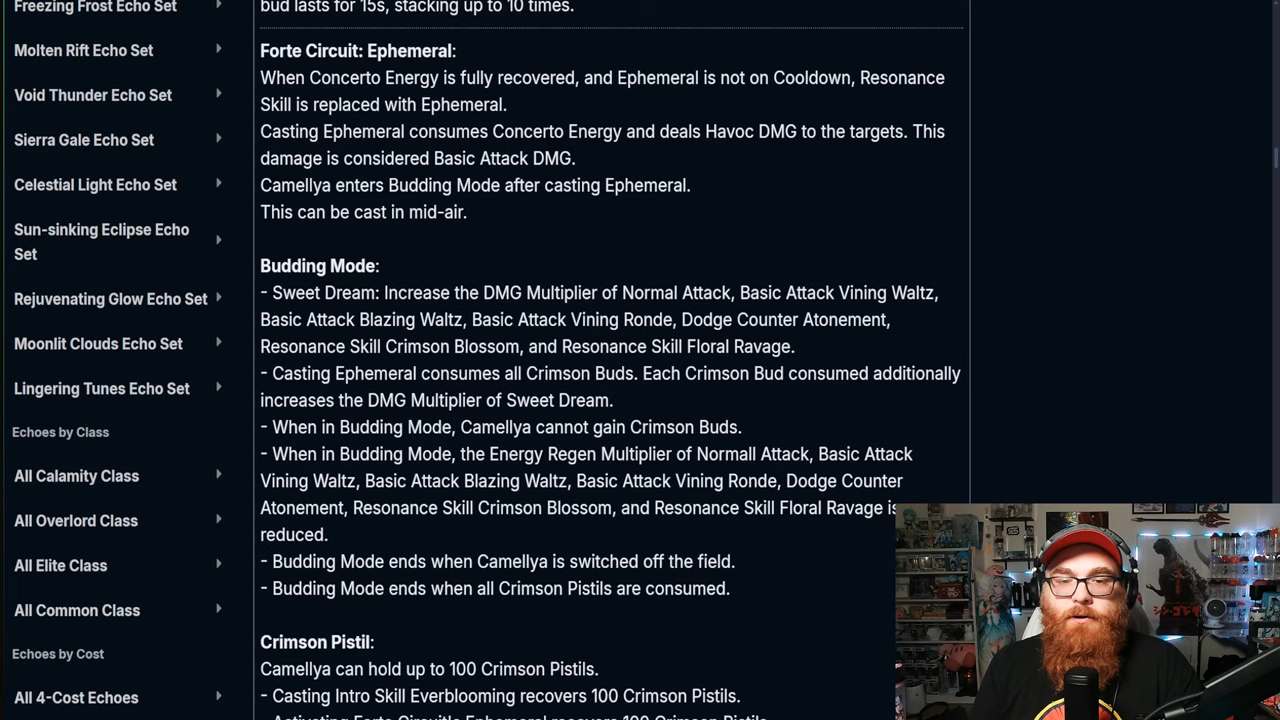 Freezing Frost Echo Set
Molten Rift Echo Set
Void Thunder Echo Set
Sierra Gale Echo Set
Celestial Light Echo Set
Sun-sinking Eclipse Echo
Set
Rejuvenating Glow Echo Set
Moonlit Clouds Echo Set
Lingering Tunes Echo Set
Echoes by Class
All Calamity Class
All Overlord Class
All Elite Class
All Common Class
Echoes by Cost
All 4-Cost Echoes
bud lasts for 15s, stacking up to 10 times.
Forte Circuit: Ephemeral:
When Concerto Energy is fully recovered, and Ephemeral is not on Cooldown, Resonance
Skill is replaced with Ephemeral.
Casting Ephemeral consumes Concerto Energy and deals Havoc DMG to the targets. This
damage is considered Basic Attack DMG.
Camellya enters Budding Mode after casting Ephemeral.
This can be cast in mid-air.
Budding Mode:
- Sweet Dream: Increase the DMG Multiplier of Normal Attack, Basic Attack Vining Waltz,
Basic Attack Blazing Waltz, Basic Attack Vining Ronde, Dodge Counter Atonement,
Resonance Skill Crimson Blossom, and Resonance Skill Floral Ravage.
- Casting Ephemeral consumes all Crimson Buds. Each Crimson Bud consumed additionally
increases the DMG Multiplier of Sweet Dream.
- When in Budding Mode, Camellya cannot gain Crimson Buds.
- When in Budding Mode, the Energy Regen Multiplier of Normall Attack, Basic Attack
Vining Waltz, Basic Attack Blazing Waltz, Basic Attack Vining Ronde, Dodge Counter
Atonement, Resonance Skill Crimson Blossom, and Resonance Skill Floral Ravage is
reduced.
- Budding Mode ends when Camellya is switched off the field.
- Budding Mode ends when all Crimson Pistils are consumed.
Crimson Pistil:
Camellya can hold up to 100 Crimson Pistils.
- Casting Intro Skill Everblooming recovers 100 Crimson Pistils.
- Activating Forte Circuit's Ephemeral recovers 100 Crimson Pistils.